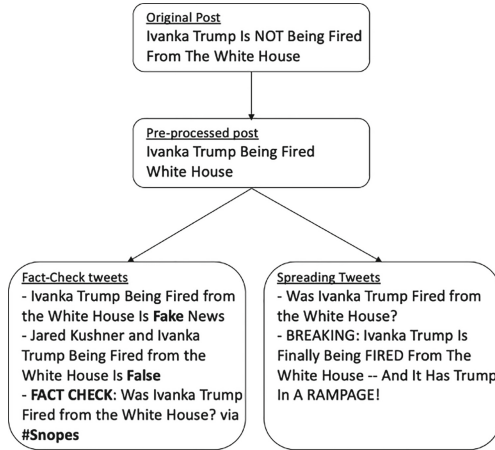 Original Post
Ivanka Trump Is NOT Being Fired
From The White House
Pre-processed post
Ivanka Trump Being Fired
White House
Fact-Check tweets
- Ivanka Trump Being Fired from
the White House Is Fake News
- Jared Kushner and Ivanka
Trump Being Fired from the
White House Is False
- FACT CHECK: Was Ivanka Trump
Fired from the White House? via
#Snopes
Spreading Tweets
- Was Ivanka Trump Fired from
the White House?
- BREAKING: Ivanka Trump Is
Finally Being FIRED From The
White House -- And It Has Trump
In A RAMPAGE!